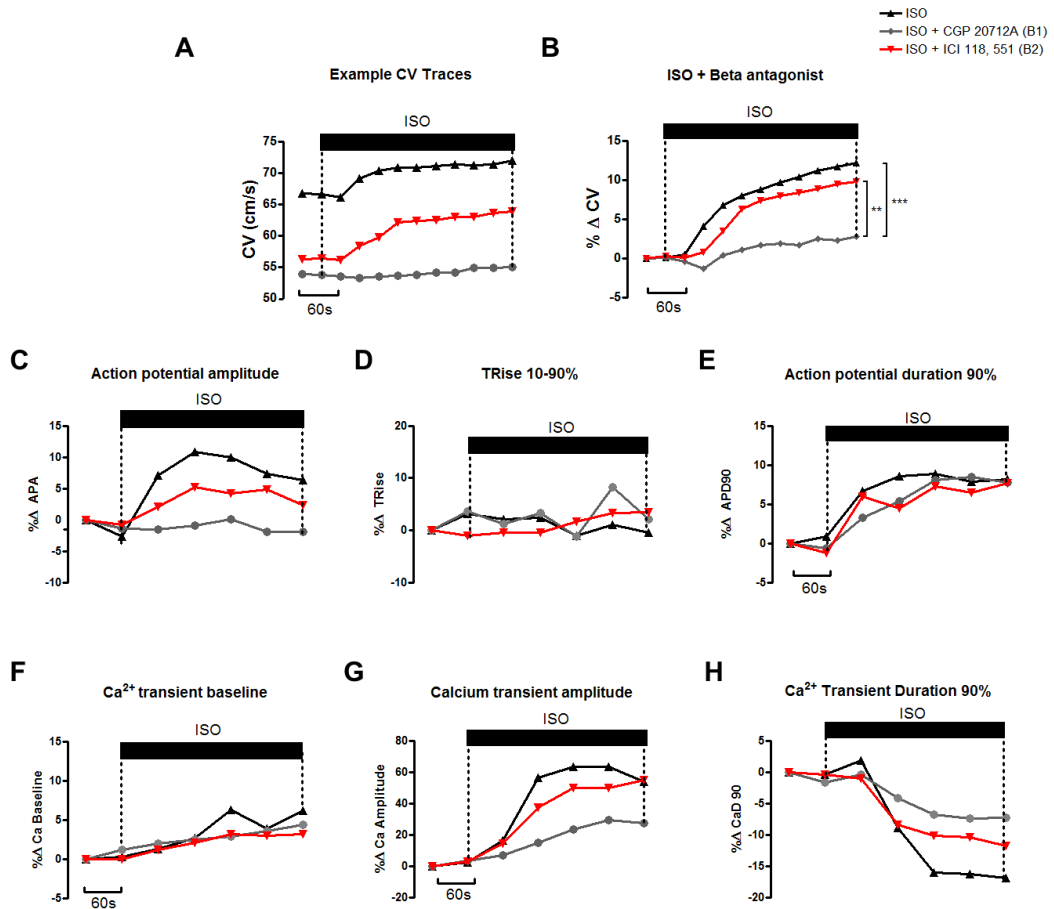 ISO
ISO + CGP 20712A (B1)
ISO + ICI 118, 551 (B2)
A
Example CV Traces
ISO
CV (cm/s)
75
70
65
60
55
50
60s
B
ISO + Beta antagonist
ISO
% Δ CV
15
10
5
0
-5
60s
**
***
C
Action potential amplitude
ISO
%Δ APA
15
10
5
0
-5
-10
D
TRise 10-90%
ISO
%Δ TRise
20
10
0
-10
E
Action potential duration 90%
ISO
%Δ APD90
15
10
5
0
-5
60s
F
Ca²⁺ transient baseline
ISO
%Δ Ca Baseline
15
10
5
0
-5
60s
G
Calcium transient amplitude
ISO
%Δ Ca Amplitude
80
60
40
20
0
-20
60s
H
Ca²⁺ Transient Duration 90%
ISO
%Δ CaD 90
5
0
-5
-10
-15
-20